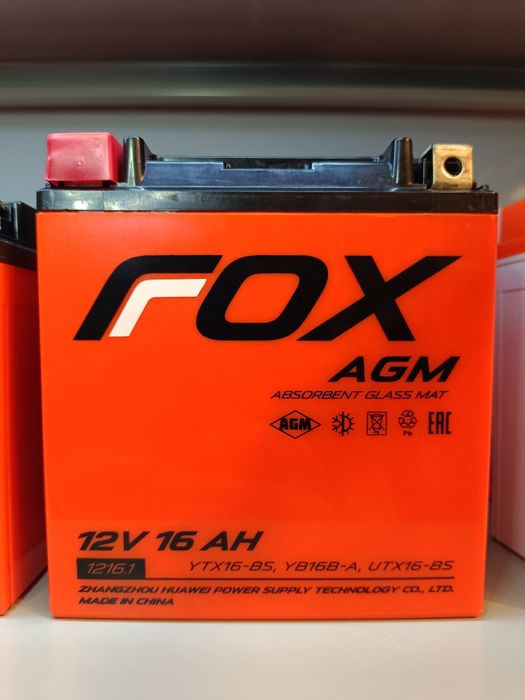 FOX
AGM
ABSORBENT GLASS MAT
AGM Pb EAC
12V 16 AH
1216.1 YTX16-BS, YB16B-A, UTX16-BS
ZHANGZHOU HUAWEI POWER SUPPLY TECHNOLOGY CO., LTD.
MADE IN CHINA